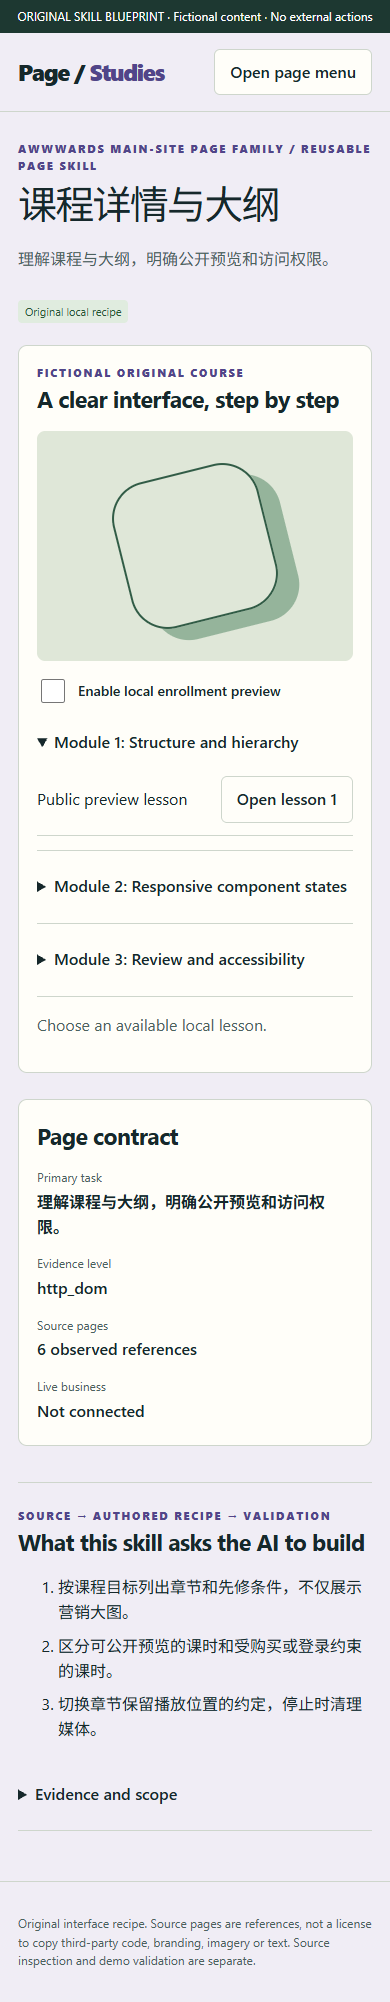 ORIGINAL SKILL BLUEPRINT · Fictional content · No external actions
Page / Studies
Open page menu
AWWWARDS MAIN-SITE PAGE FAMILY / REUSABLE
PAGE SKILL
课程详情与大纲
理解课程与大纲，明确公开预览和访问权限。
Original local recipe
FICTIONAL ORIGINAL COURSE
A clear interface, step by step
Enable local enrollment preview
▼ Module 1: Structure and hierarchy
Public preview lesson
Open lesson 1
▶ Module 2: Responsive component states
▶ Module 3: Review and accessibility
Choose an available local lesson.
Page contract
Primary task
理解课程与大纲，明确公开预览和访问权
限。
Evidence level
http_dom
Source pages
6 observed references
Live business
Not connected
SOURCE → AUTHORED RECIPE → VALIDATION
What this skill asks the AI to build
1. 按课程目标列出章节和先修条件，不仅展示
营销大图。
2. 区分可公开预览的课时和受购买或登录约束
的课时。
3. 切换章节保留播放位置的约定，停止时清理
媒体。
▶ Evidence and scope
Original interface recipe. Source pages are references, not a license
to copy third-party code, branding, imagery or text. Source
inspection and demo validation are separate.